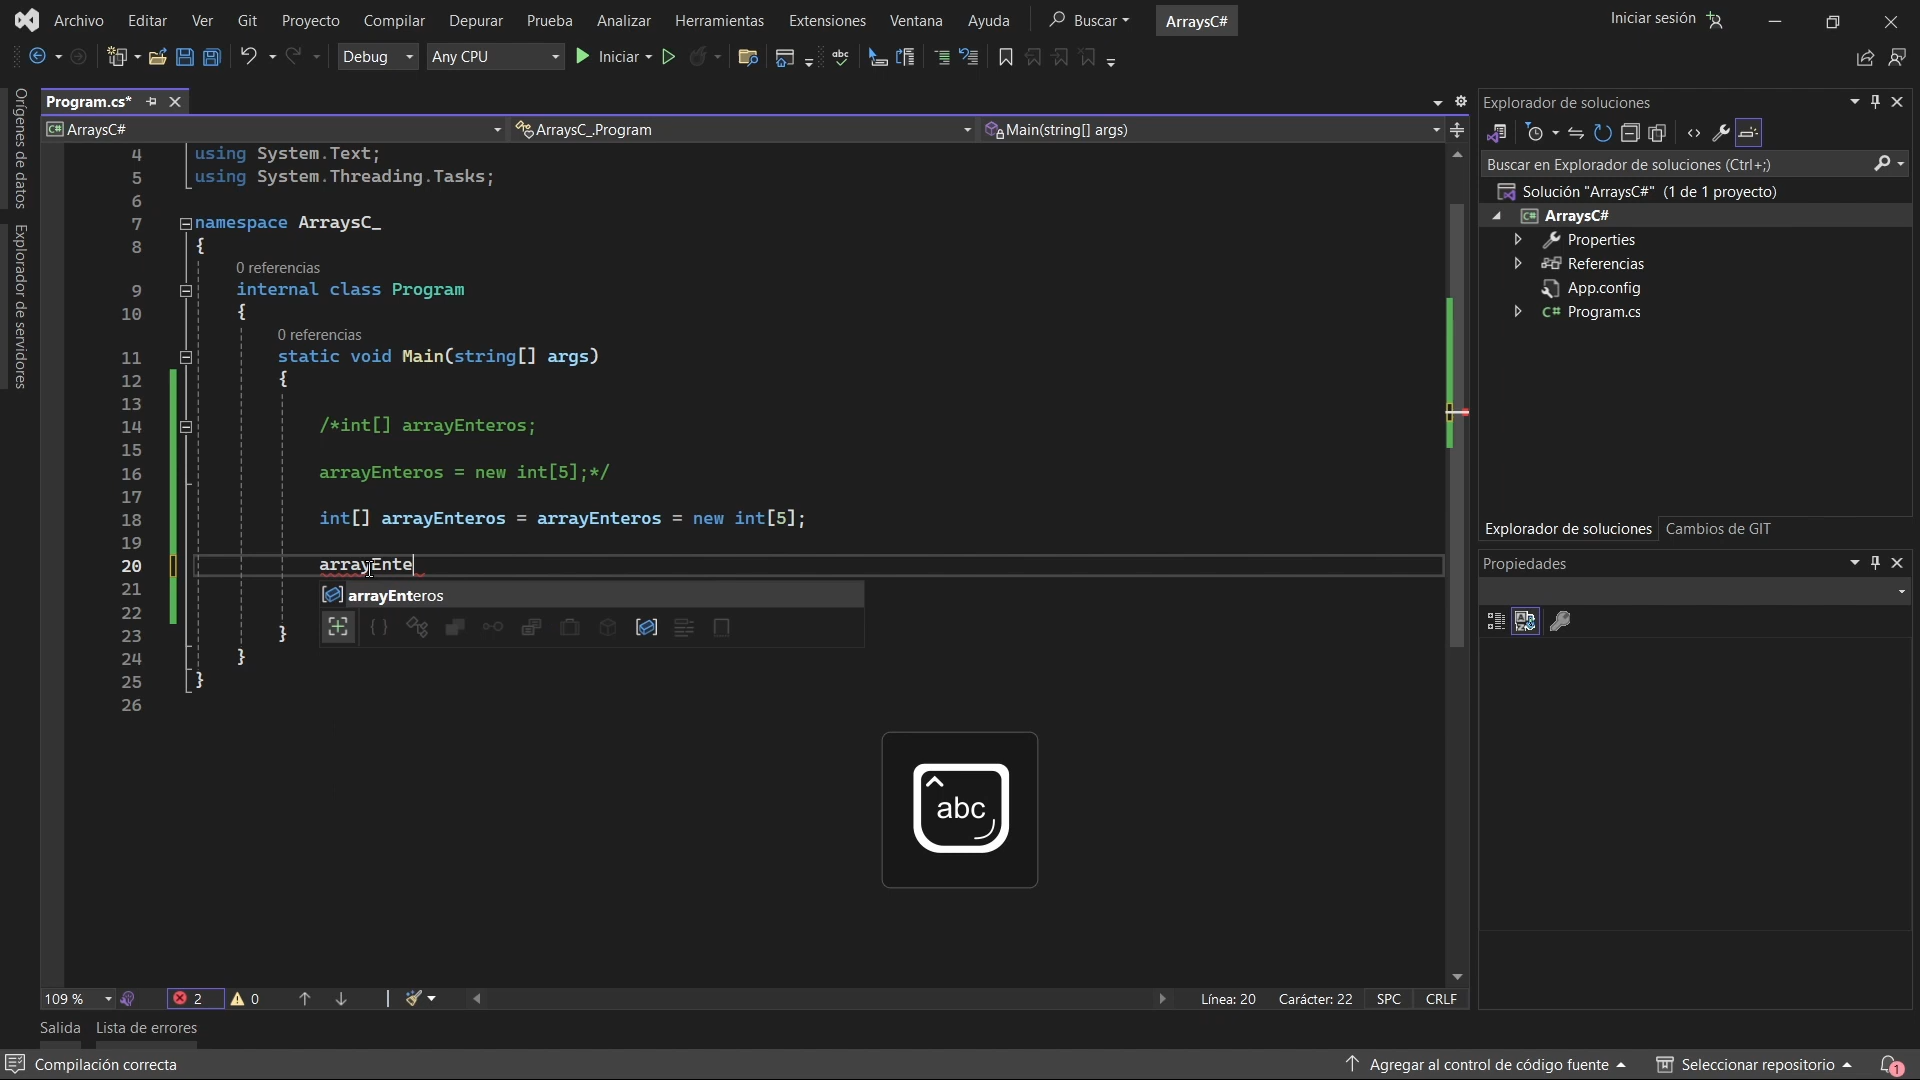 Archivo Editar Ver Git Proyecto Compilar Depurar Prueba Analizar Herramientas Extensiones Ventana Ayuda Buscar ArraysC# Iniciar sesión
Debug Any CPU Iniciar abc
Orígenes de datos
Explorador de servidores
Program.cs*
C# ArraysC# ArraysC_.Program Main(string[] args)
4 using System.Text;
5 using System.Threading.Tasks;
6
7 namespace ArraysC_
8 {
0 referencias
9 internal class Program
10 {
0 referencias
11 static void Main(string[] args)
12 {
13
14 /*int[] arrayEnteros;
15
16 arrayEnteros = new int[5];*/
17
18 int[] arrayEnteros = arrayEnteros = new int[5];
19
20 arrayEnte
21 arrayEnteros
22
23 }
24 }
25 }
26
abc
109 % 2 0 Línea: 20 Carácter: 22 SPC CRLF
Salida Lista de errores
Compilación correcta Agregar al control de código fuente Seleccionar repositorio 1
Explorador de soluciones
Buscar en Explorador de soluciones (Ctrl+;)
Solución "ArraysC#" (1 de 1 proyecto)
C# ArraysC#
Properties
Referencias
App.config
C# Program.cs
Explorador de soluciones Cambios de GIT
Propiedades